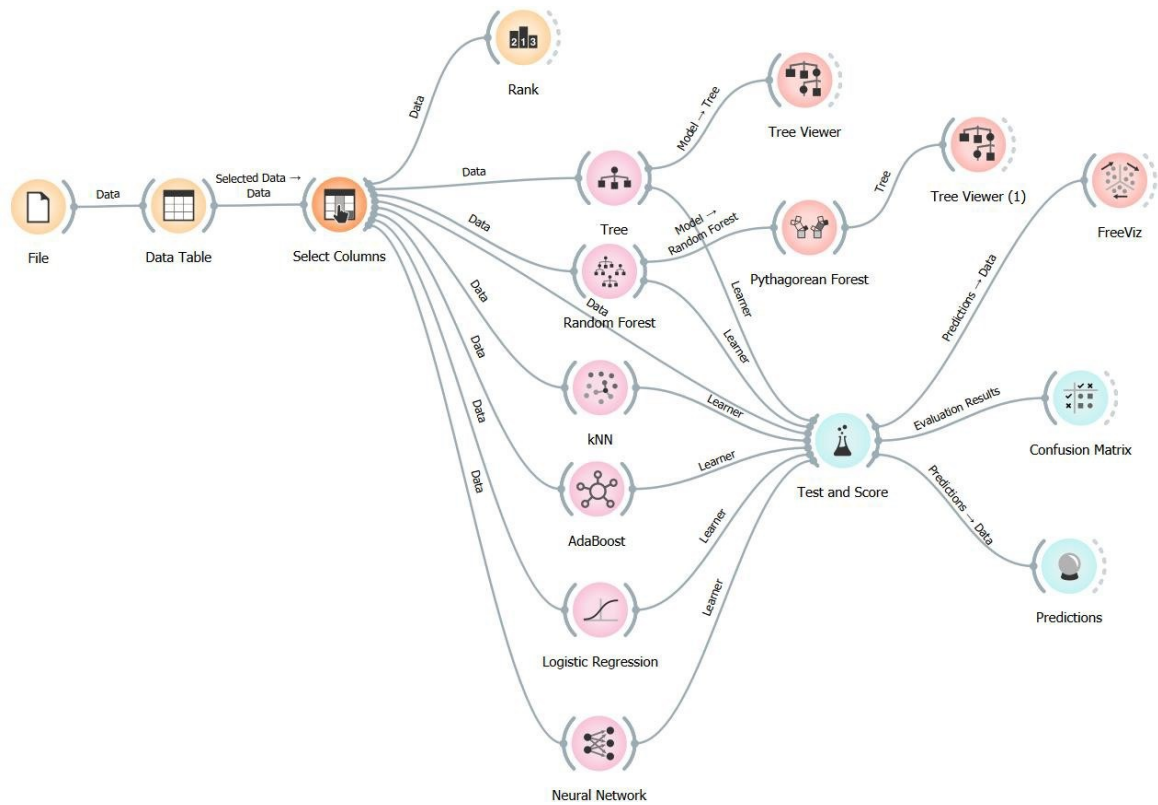 213
Rank
Data
Model → Tree
Tree Viewer
Tree
Tree Viewer (1)
FreeViz
File
Data
Data Table
Selected Data →
Data
Select Columns
Data
Tree
Model →
Random Forest
Pythagorean Forest
Data
Random Forest
Data
Learner
Learner
Predictions → Data
Data
kNN
Learner
Evaluation Results
Confusion Matrix
Data
AdaBoost
Learner
Test and Score
Data
Logistic Regression
Learner
Predictions → Data
Predictions
Data
Neural Network
Learner